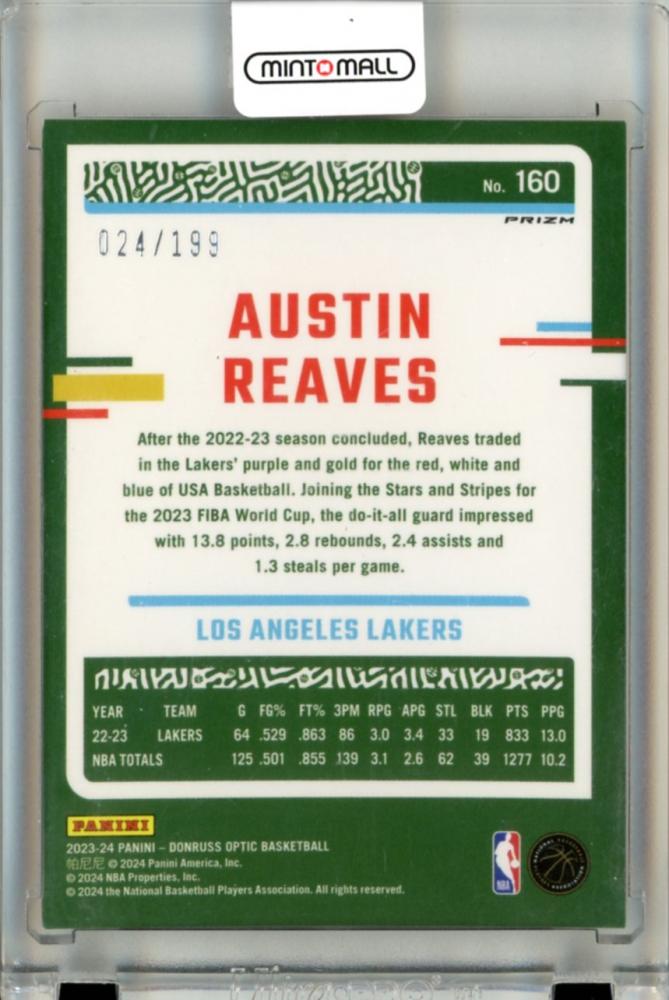 MINTOMALL
No. 160
PRIZM
024/199
AUSTIN
REAVES
After the 2022-23 season concluded, Reaves traded
in the Lakers' purple and gold for the red, white and
blue of USA Basketball. Joining the Stars and Stripes for
the 2023 FIBA World Cup, the do-it-all guard impressed
with 13.8 points, 2.8 rebounds, 2.4 assists and
1.3 steals per game.
LOS ANGELES LAKERS
YEAR TEAM G FG% FT% 3PM RPG APG STL BLK PTS PPG
22-23 LAKERS 64 .529 .863 86 3.0 3.4 33 19 833 13.0
NBA TOTALS 125 .501 .855 139 3.1 2.6 62 39 1277 10.2
PANINI
2023-24 PANINI – DONRUSS OPTIC BASKETBALL
帕尼尼 © 2024 Panini America, Inc.
© 2024 NBA Properties, Inc.
© 2024 the National Basketball Players Association. All rights reserved.
NBA